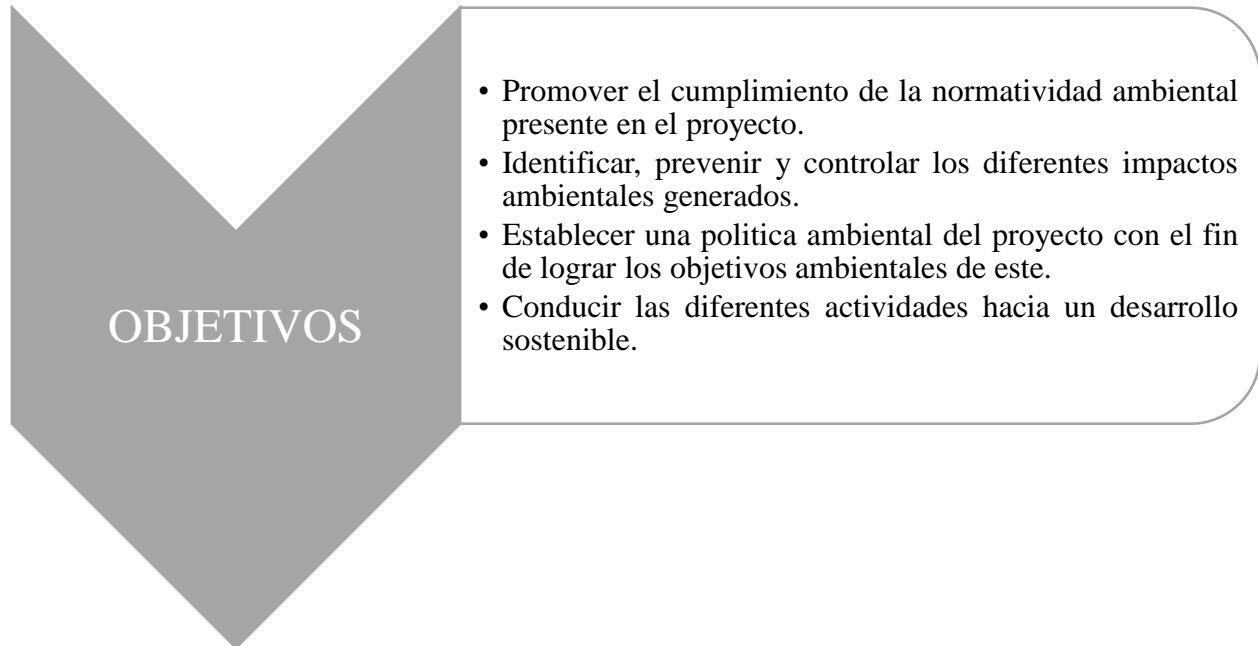 OBJETIVOS
• Promover el cumplimiento de la normatividad ambiental
presente en el proyecto.
• Identificar, prevenir y controlar los diferentes impactos
ambientales generados.
• Establecer una politica ambiental del proyecto con el fin
de lograr los objetivos ambientales de este.
• Conducir las diferentes actividades hacia un desarrollo
sostenible.